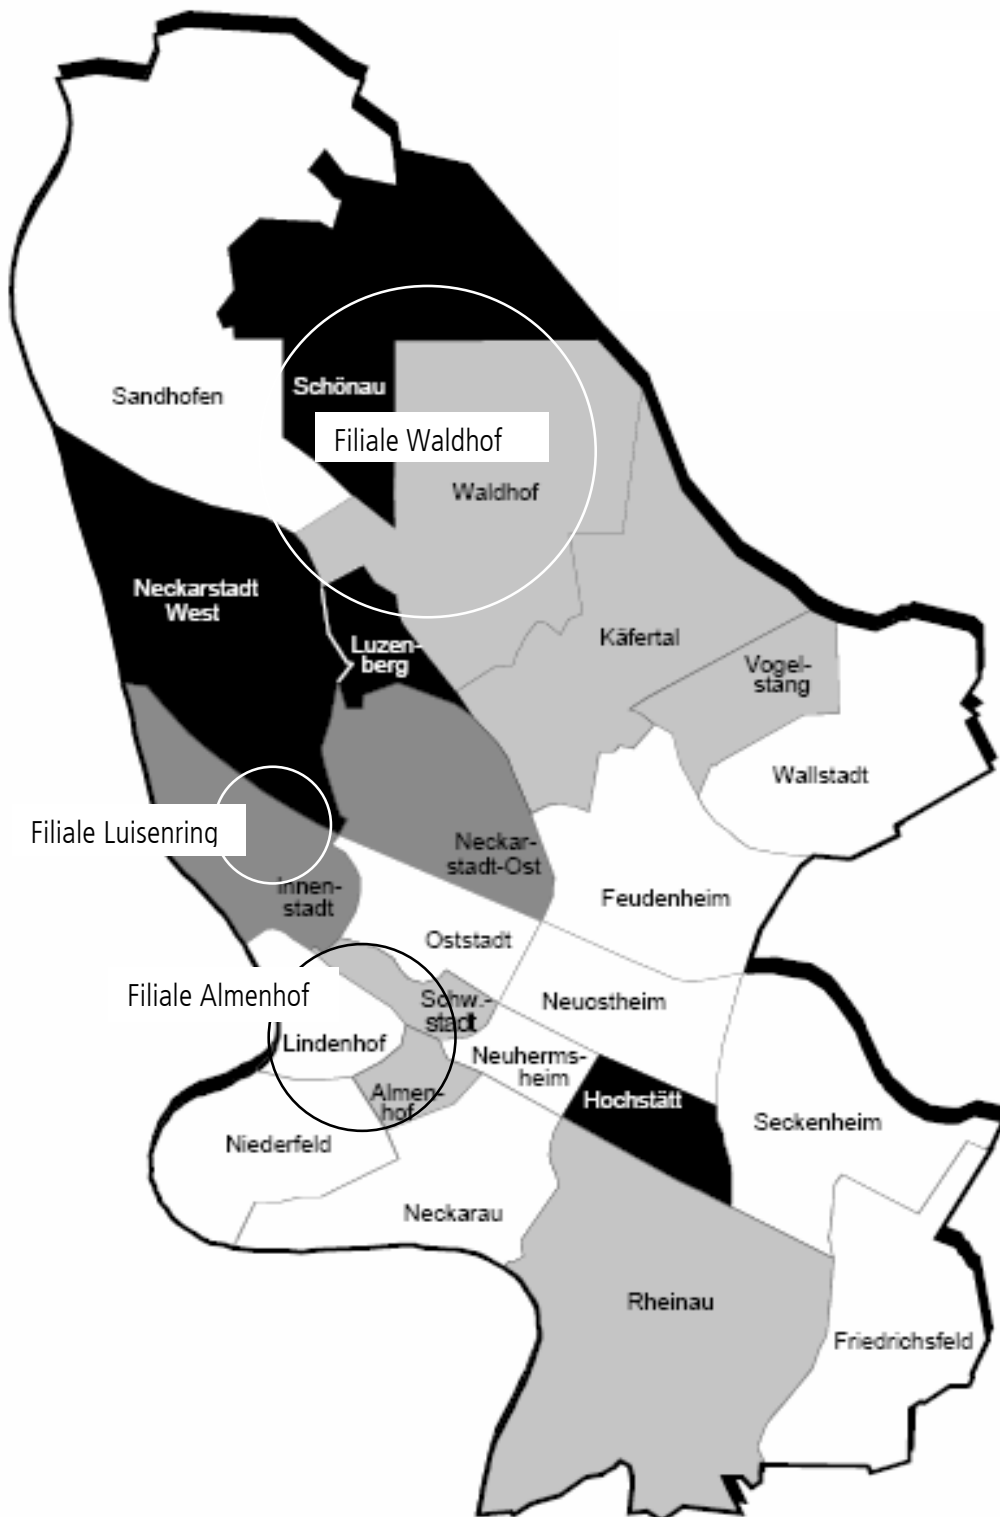 Sandhofen
Schönau
Filiale Waldhof
Waldhof
Neckarstadt
West
Luzen-
berg
Käfertal
Vogel-
stang
Wallstadt
Filiale Luisenring
Neckar-
stadt-Ost
Innen-
stadt
Feudenheim
Oststadt
Filiale Almenhof
Schw.-
stadt
Neuostheim
Lindenhof
Neuherms-
heim
Almen-
hof
Hochstätt
Seckenheim
Niederfeld
Neckarau
Rheinau
Friedrichsfeld